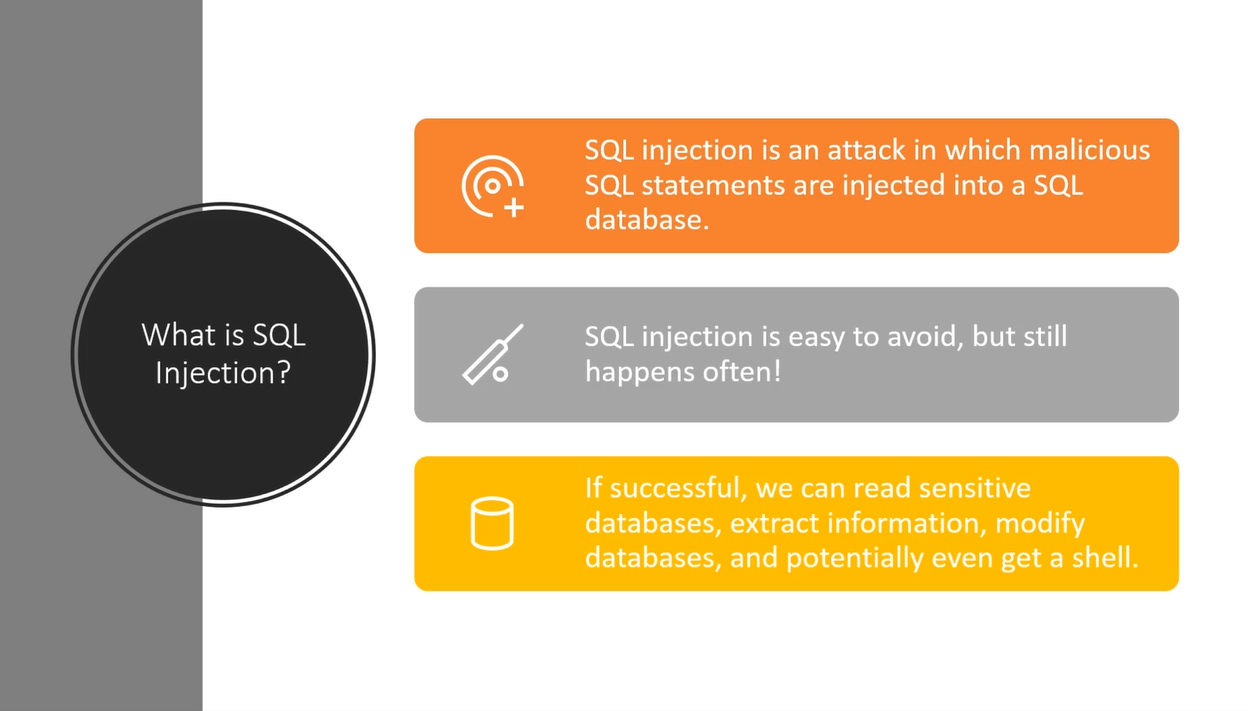 What is SQL
Injection?
SQL injection is an attack in which malicious
SQL statements are injected into a SQL
database.
SQL injection is easy to avoid, but still
happens often!
If successful, we can read sensitive
databases, extract information, modify
databases, and potentially even get a shell.